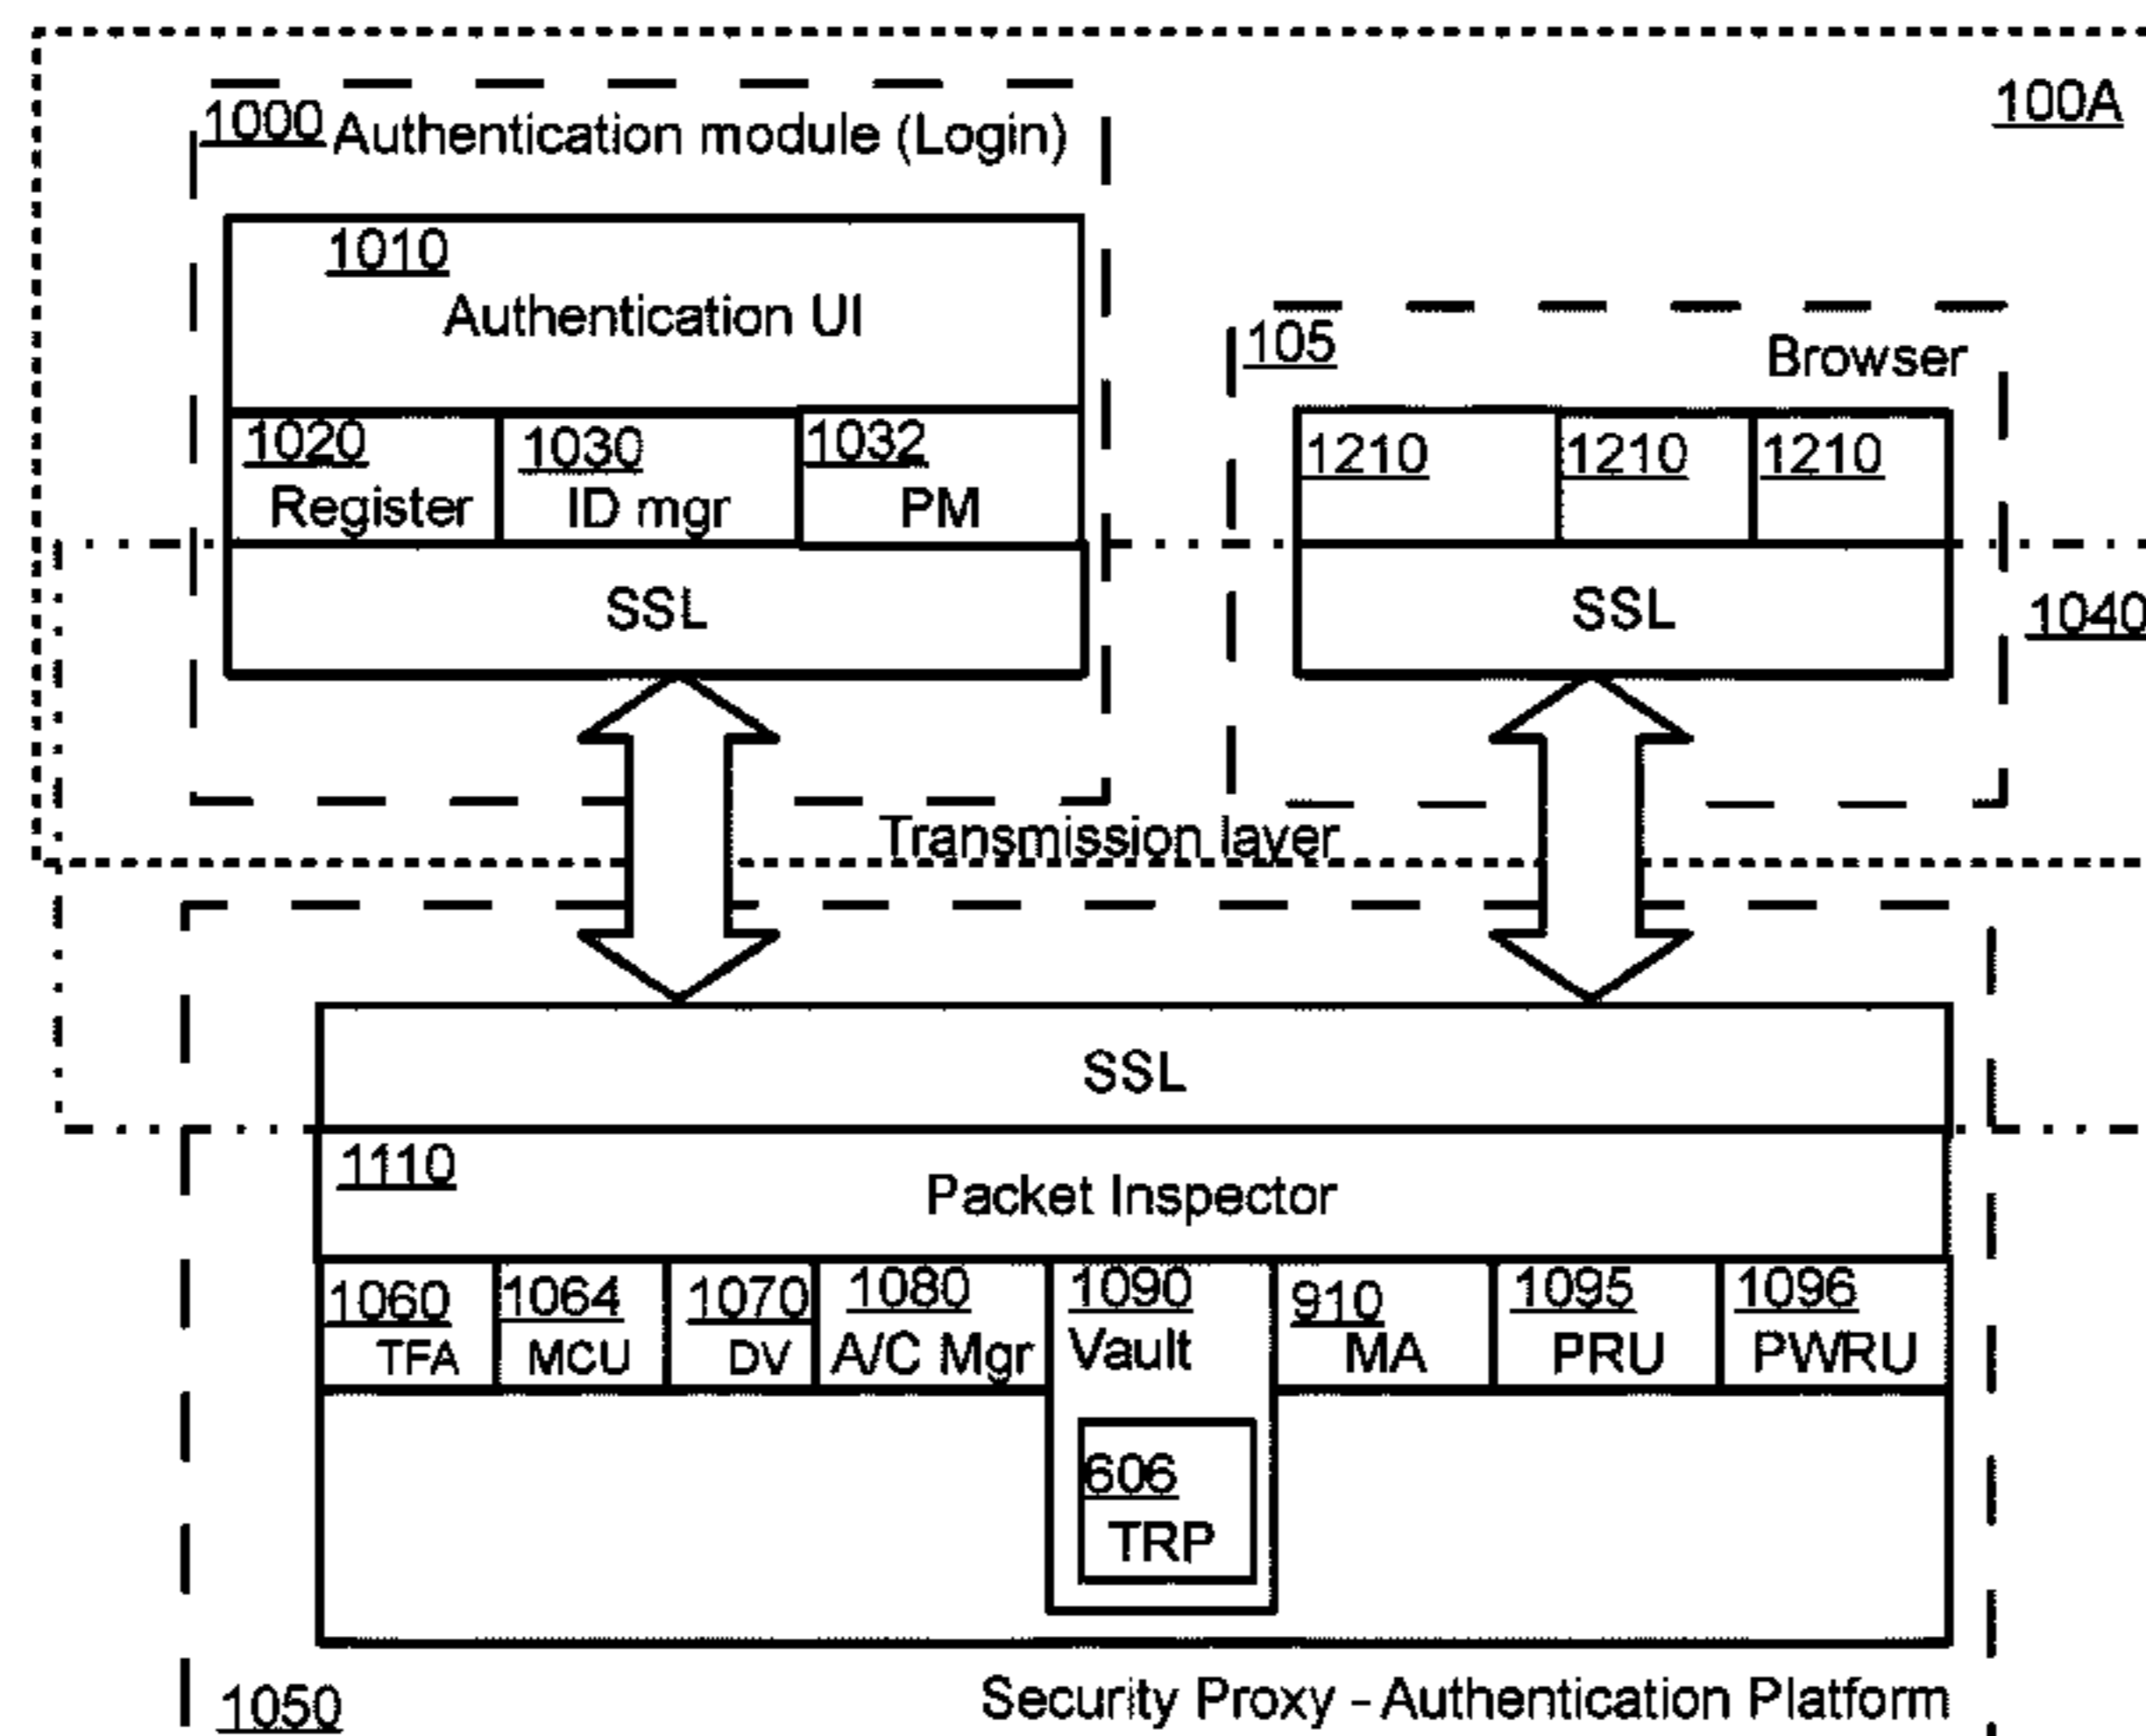 100A
1000 Authentication module (Login)
1010
Authentication UI
105
Browser
1020
Register
1030
ID mgr
1032
PM
1210
1210
1210
SSL
SSL
1040
Transmission layer
SSL
1110
Packet Inspector
1060
TFA
1064
MCU
1070
DV
1080
A/C Mgr
1090
Vault
910
MA
1095
PRU
1096
PWRU
606
TRP
1050
Security Proxy - Authentication Platform